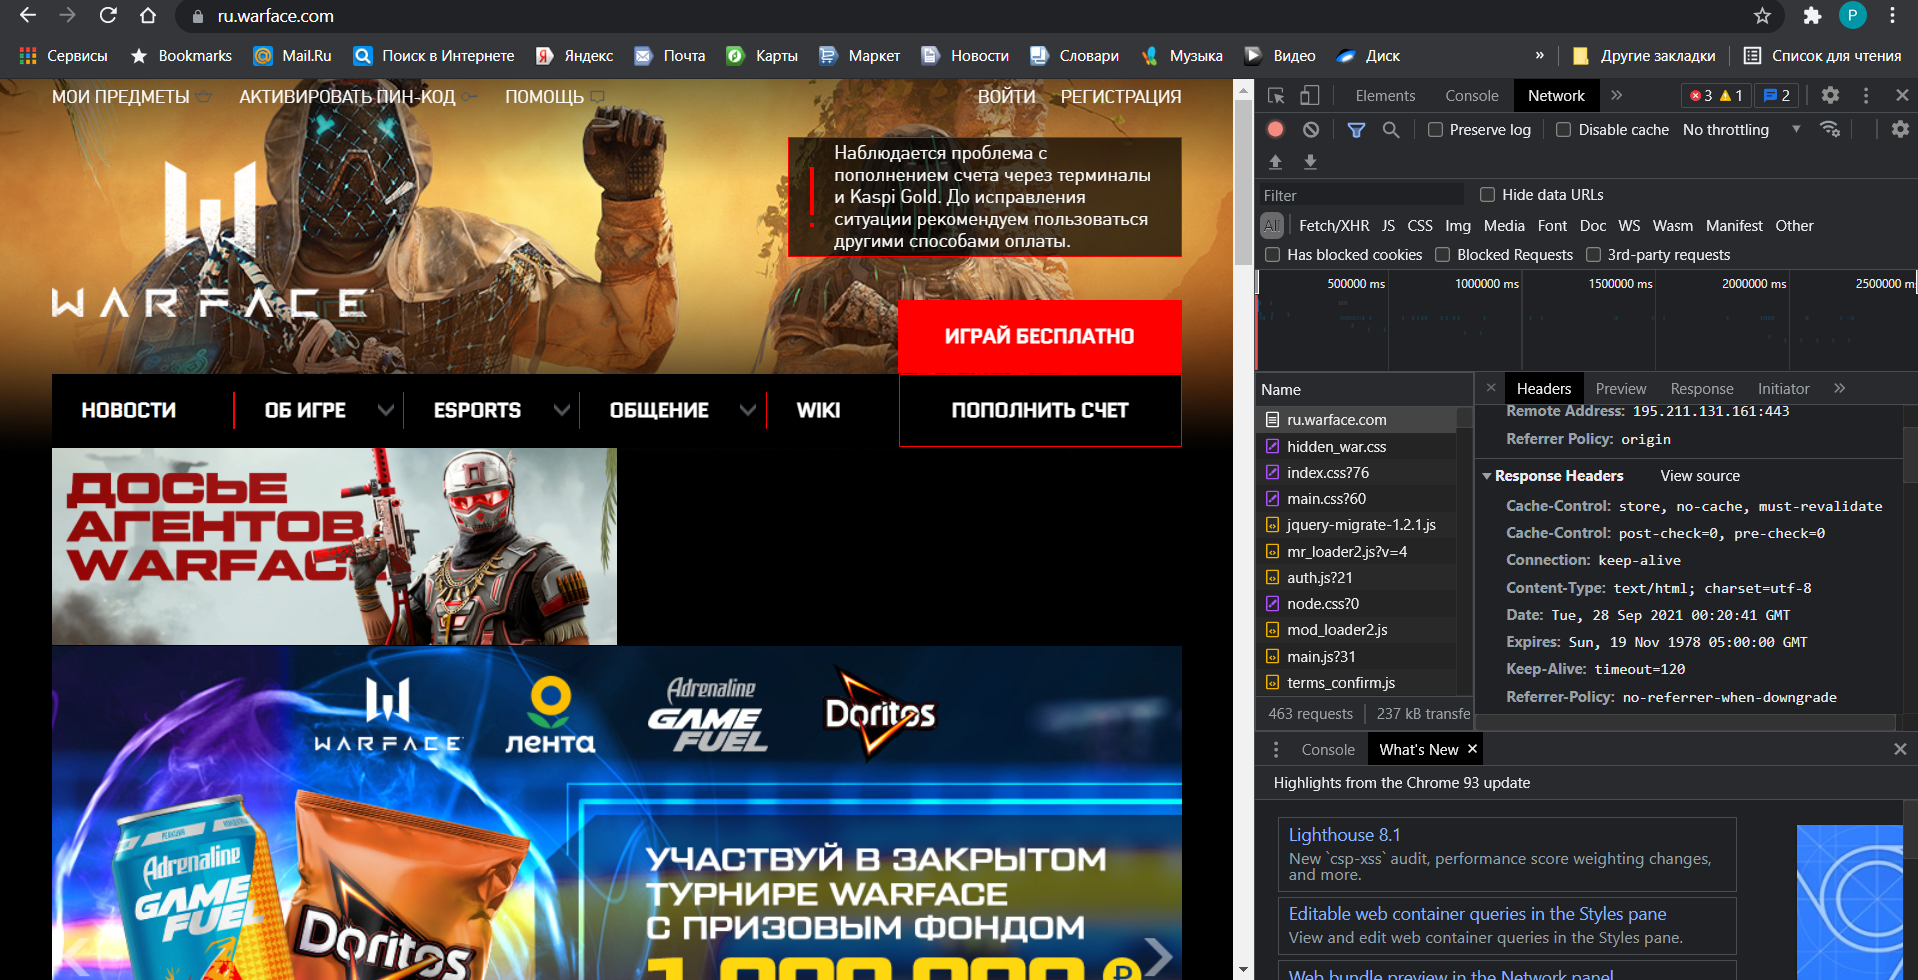 ru.warface.com
P
Сервисы
Bookmarks
Mail.Ru
Поиск в Интернете
Яндекс
Почта
Карты
Маркет
Новости
Словари
Музыка
Видео
Диск
»
Другие закладки
Список для чтения
МОИ ПРЕДМЕТЫ
АКТИВИРОВАТЬ ПИН-КОД
ПОМОЩЬ
ВОЙТИ
РЕГИСТРАЦИЯ
Наблюдается проблема с
пополнением счета через терминалы
и Kaspi Gold. До исправления
ситуации рекомендуем пользоваться
другими способами оплаты.
WARFACE
ИГРАЙ БЕСПЛАТНО
НОВОСТИ
ОБ ИГРЕ
ESPORTS
ОБЩЕНИЕ
WIKI
ПОПОЛНИТЬ СЧЕТ
ДОСЬЕ
АГЕНТОВ
WARFACE
WARFACE
лента
Adrenaline
GAME
FUEL
Doritos
Adrenaline
GAME
FUEL
Doritos
УЧАСТВУЙ В ЗАКРЫТОМ
ТУРНИРЕ WARFACE
С ПРИЗОВЫМ ФОНДОМ
1 000 000 ₽
Elements
Console
Network
»
3
1
2
Preserve log
Disable cache
No throttling
Filter
Hide data URLs
All
Fetch/XHR
JS
CSS
Img
Media
Font
Doc
WS
Wasm
Manifest
Other
Has blocked cookies
Blocked Requests
3rd-party requests
500000 ms
1000000 ms
1500000 ms
2000000 ms
2500000 m
Name
ru.warface.com
hidden_war.css
index.css?76
main.css?60
jquery-migrate-1.2.1.js
mr_loader2.js?v=4
auth.js?21
node.css?0
mod_loader2.js
main.js?31
terms_confirm.js
463 requests
237 kB transfe
Headers
Preview
Response
Initiator
»
Remote Address: 195.211.131.161:443
Referrer Policy: origin
Response Headers
View source
Cache-Control: store, no-cache, must-revalidate
Cache-Control: post-check=0, pre-check=0
Connection: keep-alive
Content-Type: text/html; charset=utf-8
Date: Tue, 28 Sep 2021 00:20:41 GMT
Expires: Sun, 19 Nov 1978 05:00:00 GMT
Keep-Alive: timeout=120
Referrer-Policy: no-referrer-when-downgrade
Console
What's New
Highlights from the Chrome 93 update
Lighthouse 8.1
New `csp-xss` audit, performance score weighting changes,
and more.
Editable web container queries in the Styles pane
View and edit web container queries in the Styles pane.
Web bundle preview in the Network panel